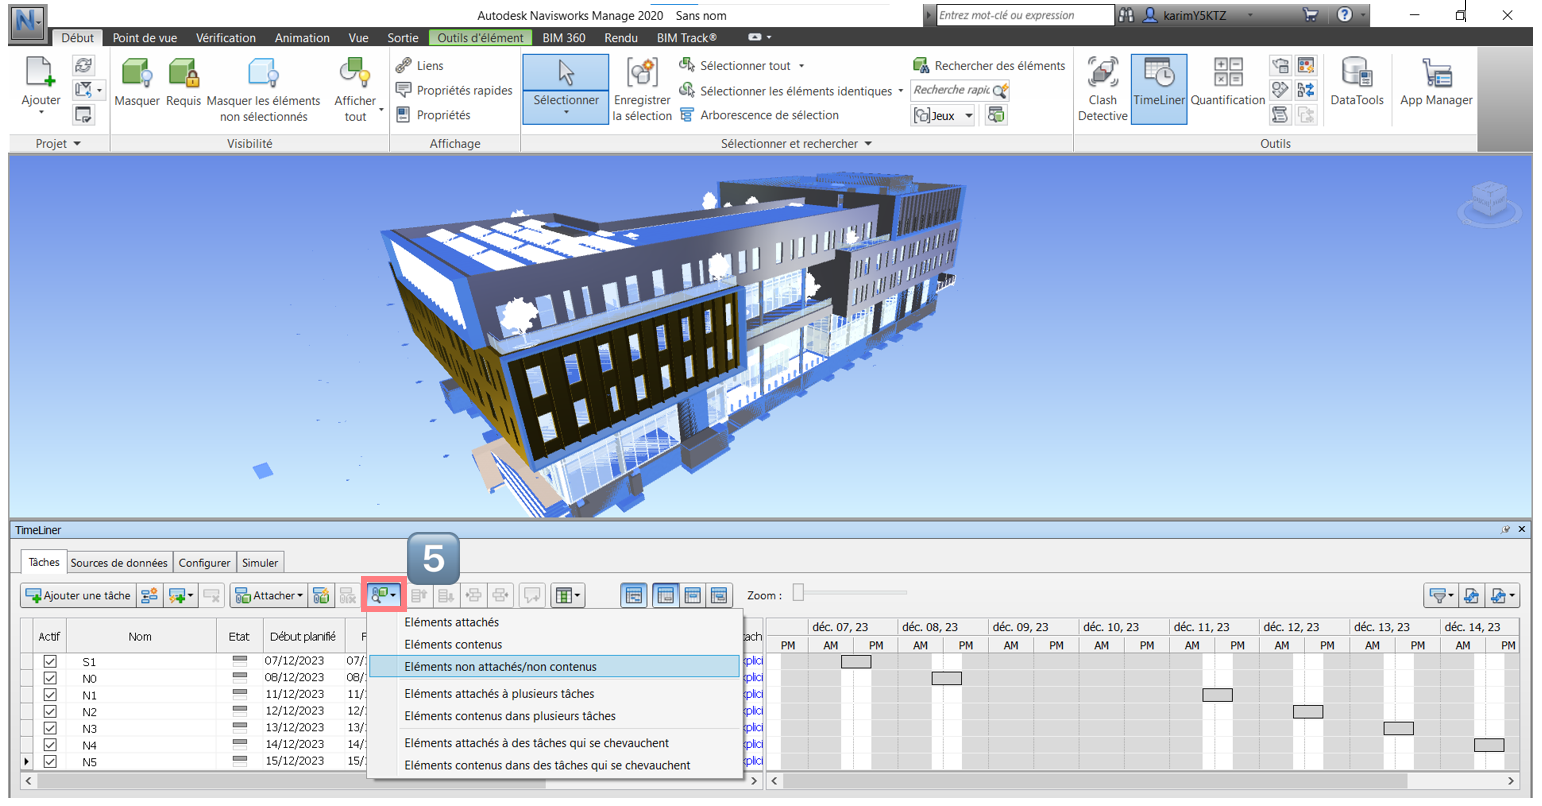 Autodesk Navisworks Manage 2020 Sans nom
Entrez mot-clé ou expression
karimY5KTZ
Début Point de vue Vérification Animation Vue Sortie Outils d'élément BIM 360 Rendu BIM Track®
Ajouter
Projet
Masquer
Requis
Masquer les éléments
non sélectionnés
Afficher
tout
Visibilité
Liens
Propriétés rapides
Propriétés
Affichage
Sélectionner
Enregistrer
la sélection
Sélectionner tout
Sélectionner les éléments identiques
Arborescence de sélection
Rechercher des éléments
Recherche rapid
Jeux
Sélectionner et rechercher
Clash
Detective
TimeLiner
Quantification
DataTools
App Manager
Outils
TimeLiner
5
Tâches Sources de données Configurer Simuler
Ajouter une tâche
Attacher
Zoom :
Actif Nom Etat Début planifié F
Eléments attachés
Eléments contenus
Eléments non attachés/non contenus
Eléments attachés à plusieurs tâches
Eléments contenus dans plusieurs tâches
Eléments attachés à des tâches qui se chevauchent
Eléments contenus dans des tâches qui se chevauchent
tach
déc. 07, 23 déc. 08, 23 déc. 09, 23 déc. 10, 23 déc. 11, 23 déc. 12, 23 déc. 13, 23 déc. 14, 23
PM AM PM AM PM AM PM AM PM AM PM AM PM AM PM AM PM
S1 07/12/2023 07/ xplici
N0 08/12/2023 08/ xplici
N1 11/12/2023 11/ xplici
N2 12/12/2023 12/ xplici
N3 13/12/2023 13/ xplici
N4 14/12/2023 14/ xplici
N5 15/12/2023 15/ xplici